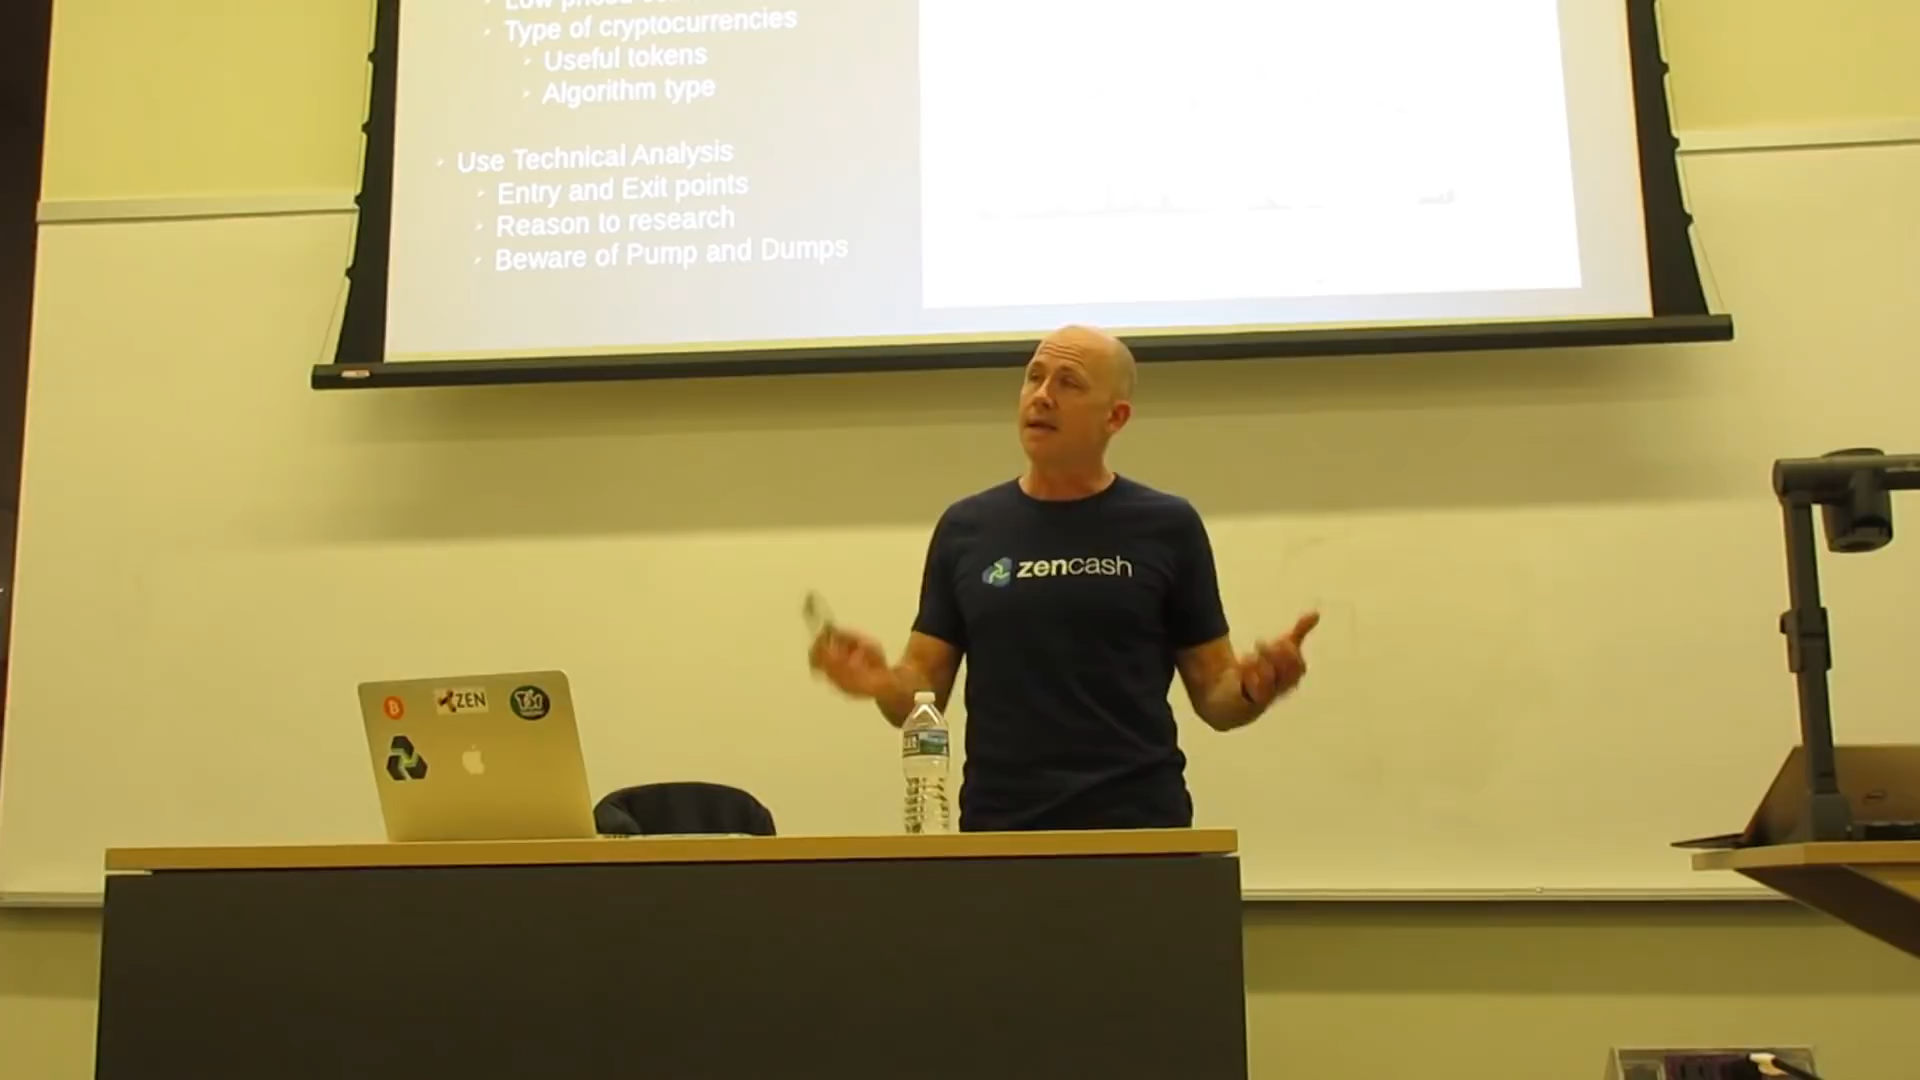 Type of cryptocurrencies
Useful tokens
Algorithm type
Use Technical Analysis
Entry and Exit points
Reason to research
Beware of Pump and Dumps
zencash
ZEN